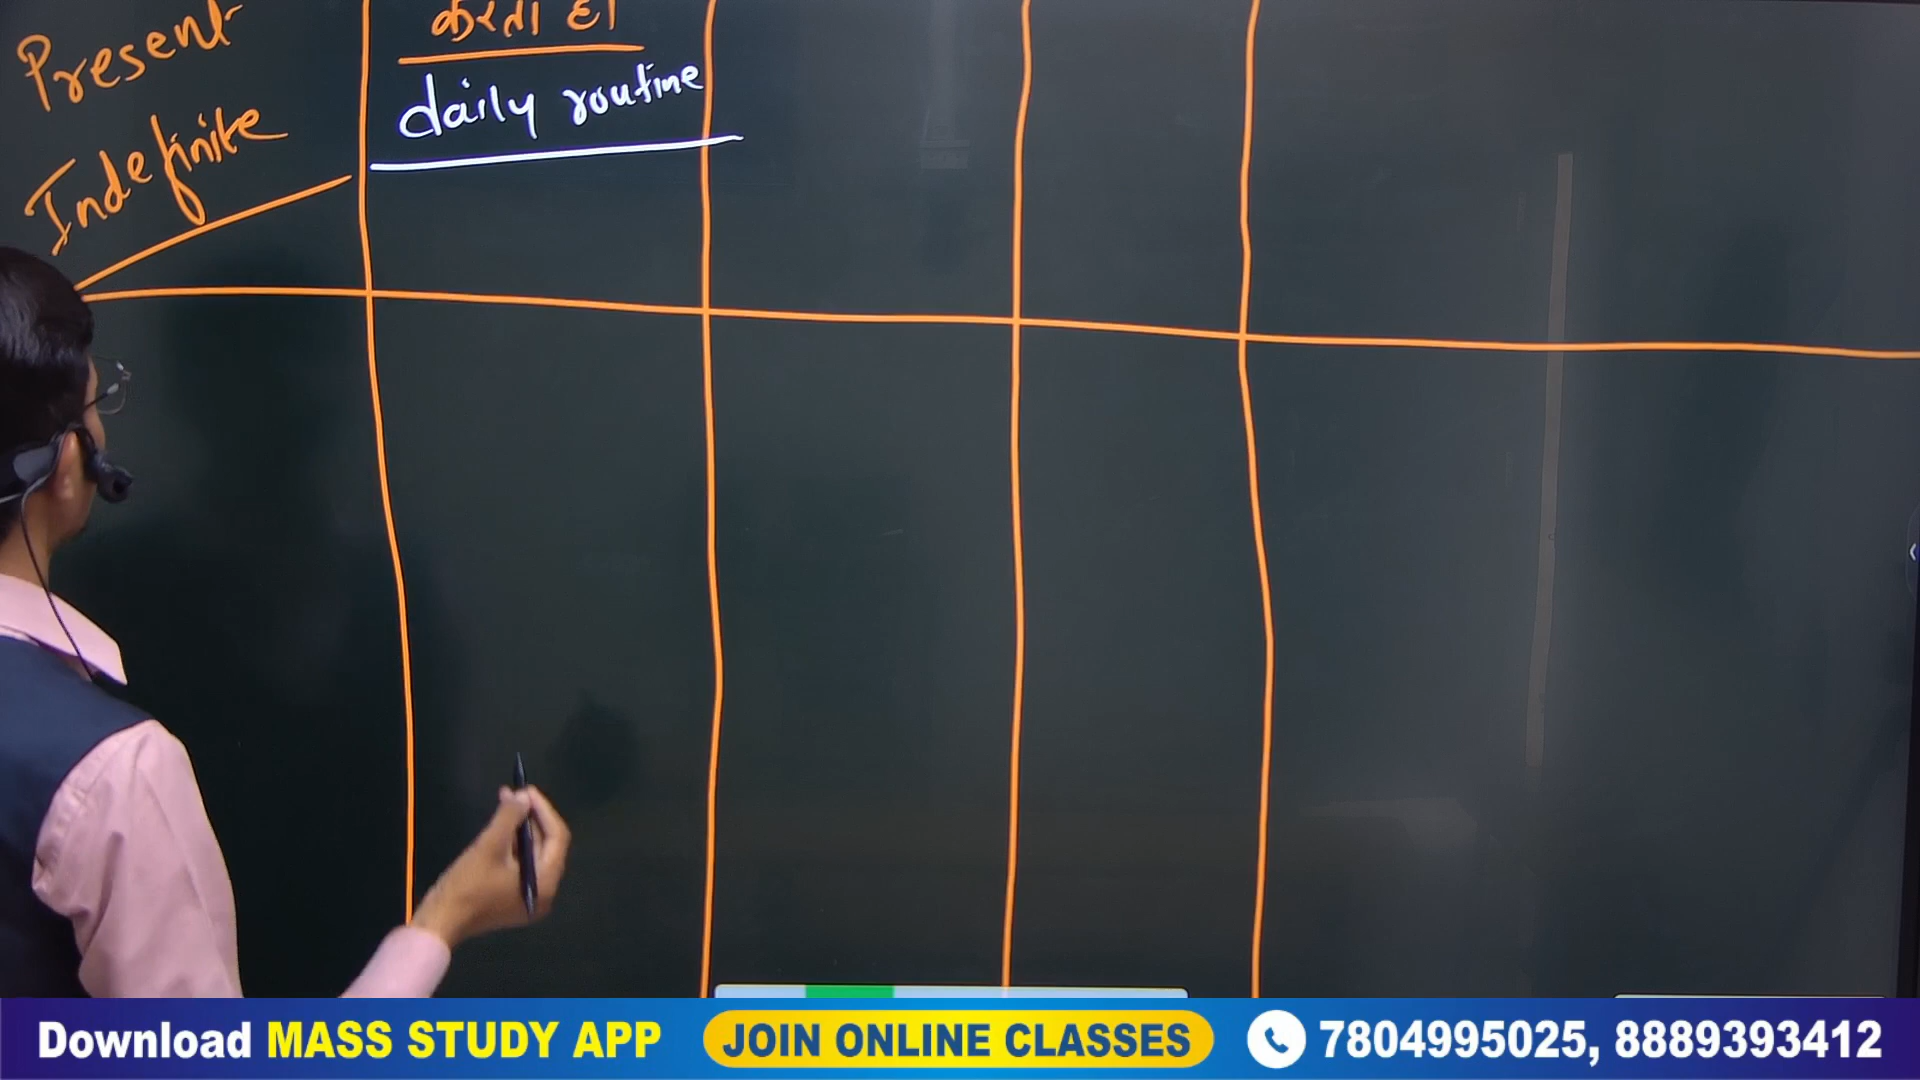 Present
Indefinite
करता है।
daily routine
Download MASS STUDY APP
JOIN ONLINE CLASSES
7804995025, 8889393412